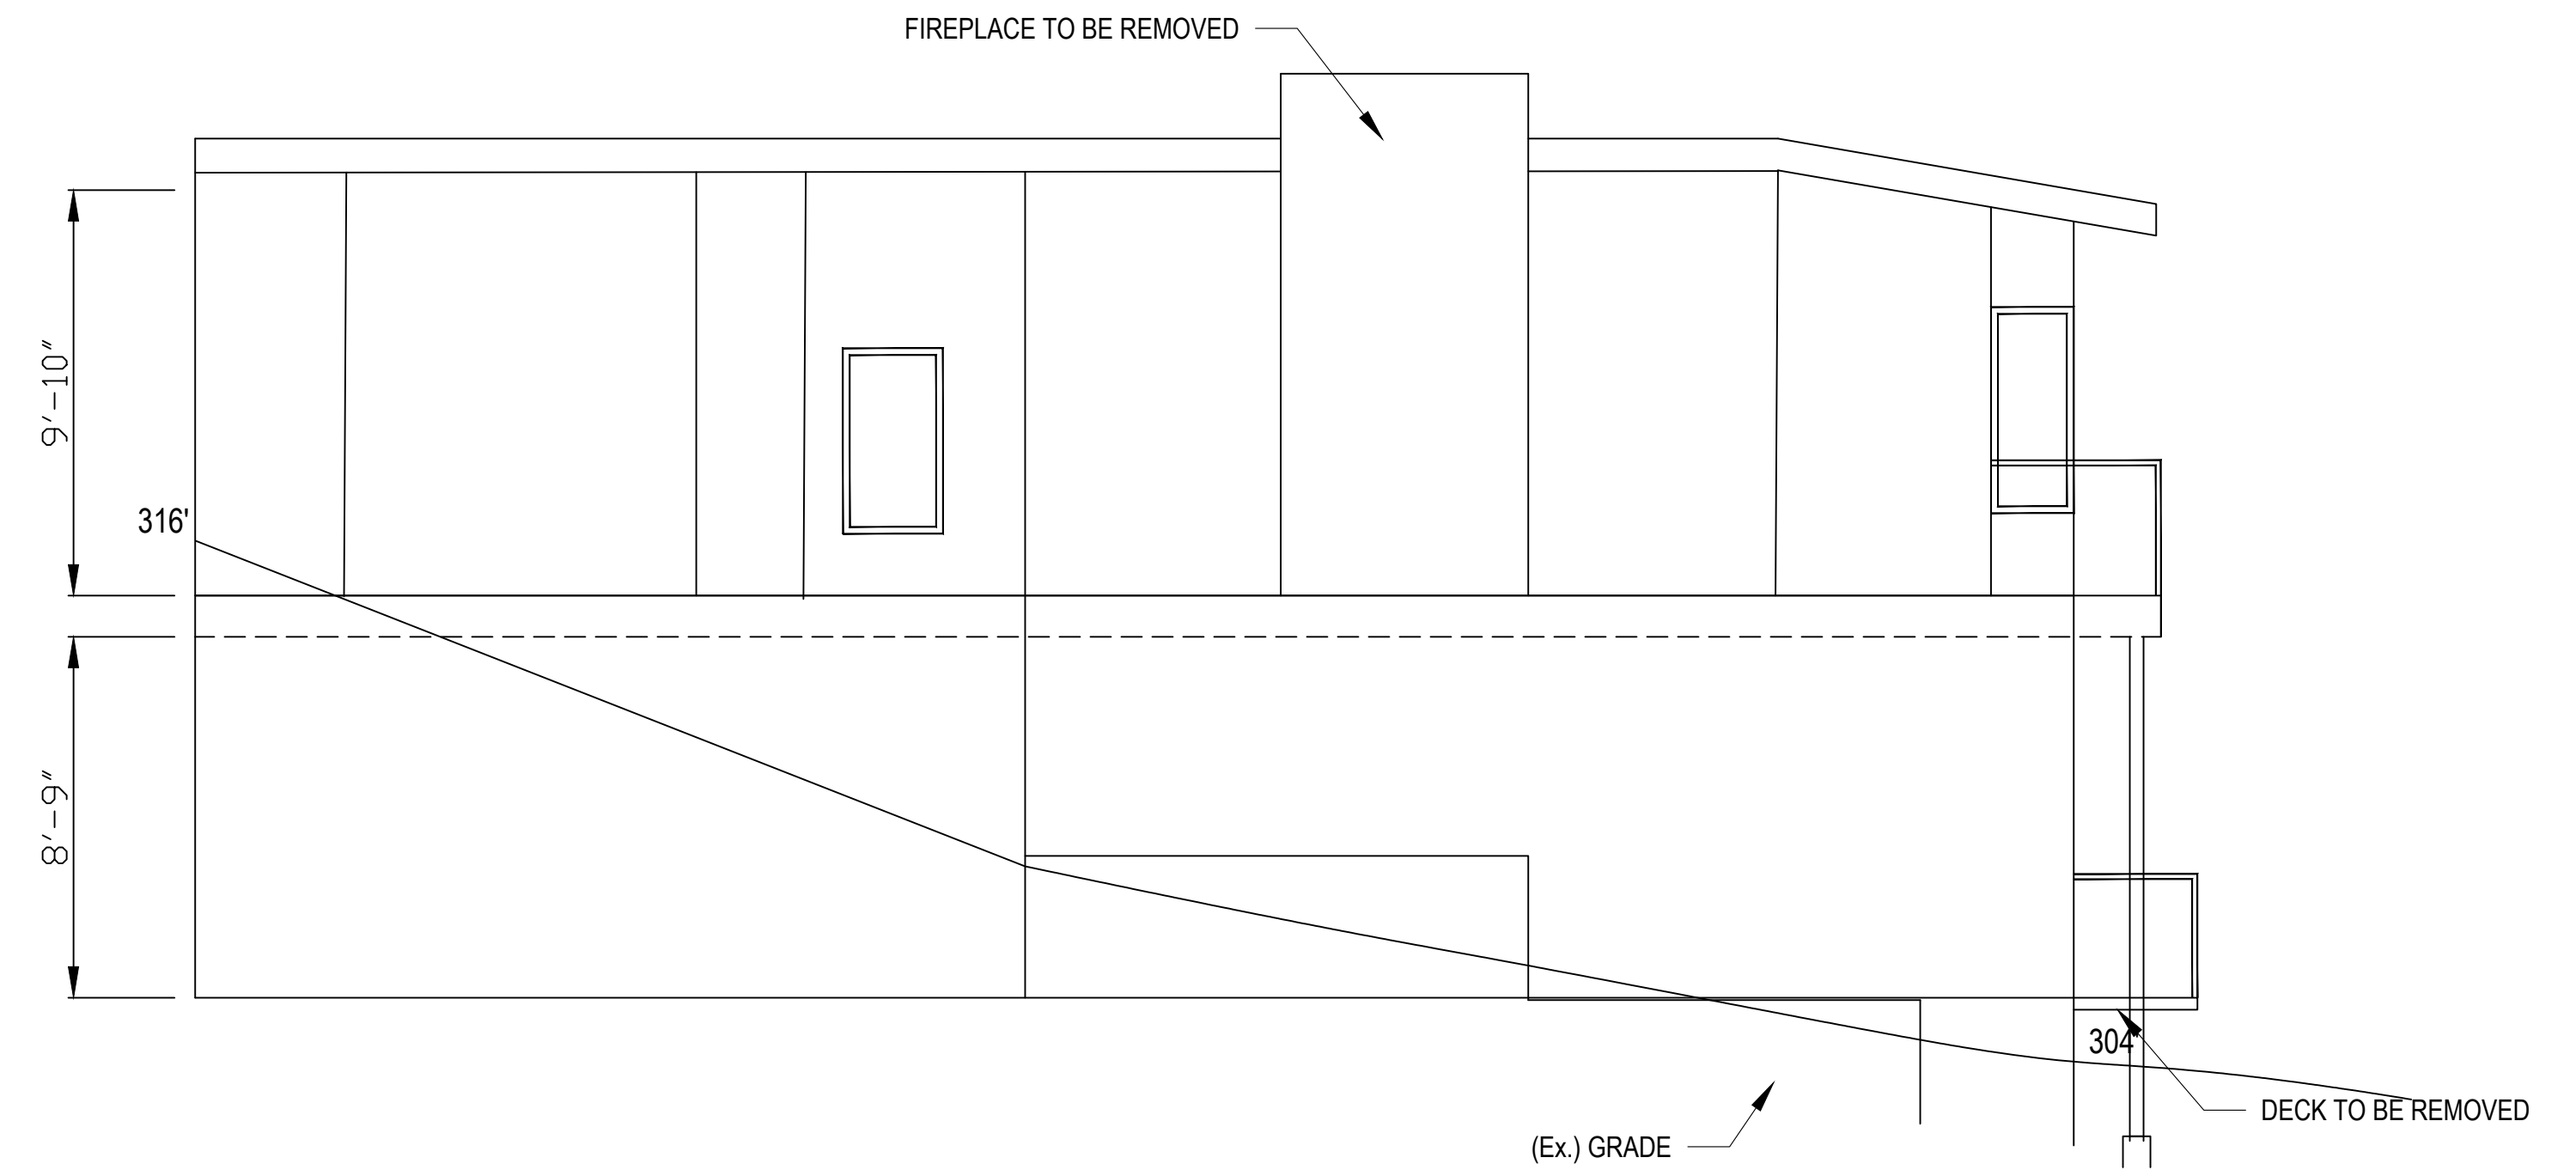 FIREPLACE TO BE REMOVED
9'-10"
316'
8'-9"
304'
DECK TO BE REMOVED
(Ex.) GRADE